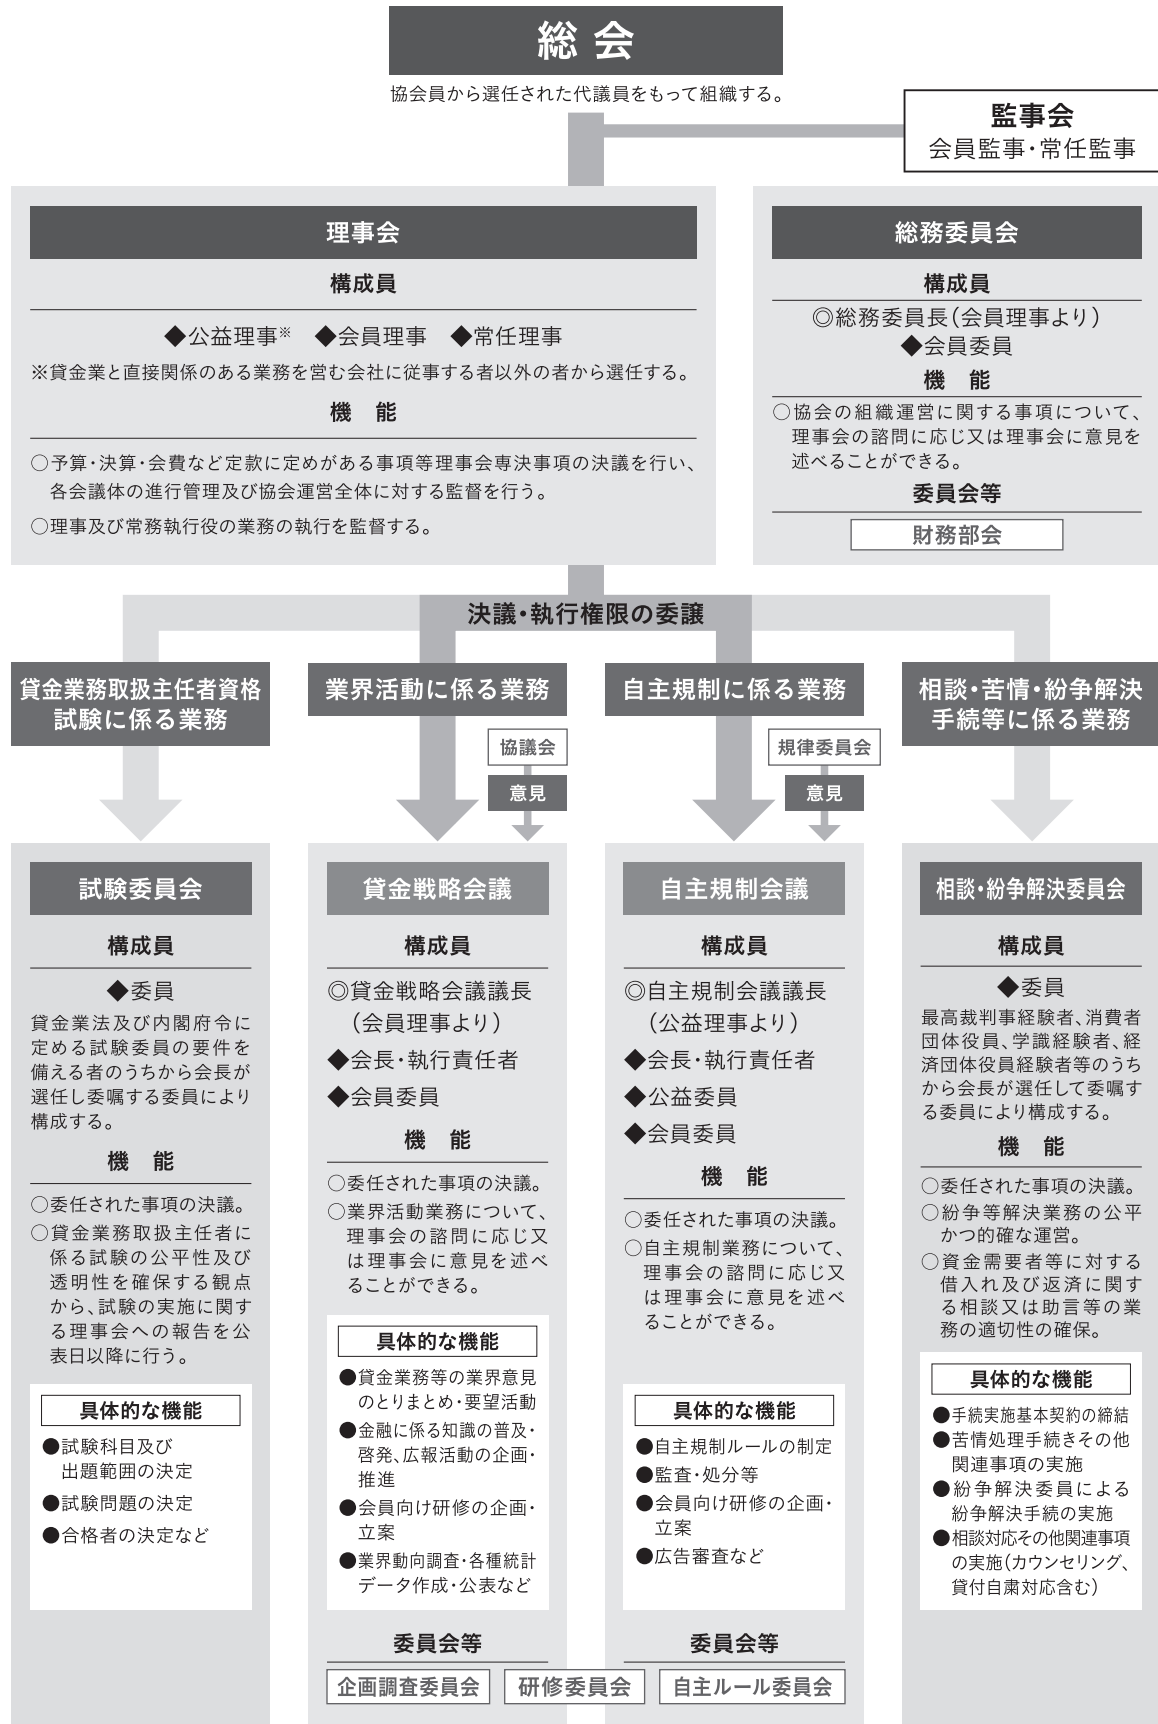 総会
協会員から選任された代議員をもって組織する。
監事会
会員監事・常任監事
理事会
構成員
◆公益理事※ ◆会員理事 ◆常任理事
※貸金業と直接関係のある業務を営む会社に従事する者以外の者から選任する。
機 能
○予算・決算・会費など定款に定めがある事項等理事会専決事項の決議を行い、
各会議体の進行管理及び協会運営全体に対する監督を行う。
○理事及び常務執行役の業務の執行を監督する。
総務委員会
構成員
◎総務委員長(会員理事より)
◆会員委員
機 能
○協会の組織運営に関する事項について、
理事会の諮問に応じ又は理事会に意見を
述べることができる。
委員会等
財務部会
決議・執行権限の委譲
貸金業務取扱主任者資格
試験に係る業務
業界活動に係る業務
自主規制に係る業務
相談・苦情・紛争解決
手続等に係る業務
協議会
意見
規律委員会
意見
試験委員会
構成員
◆委員
貸金業法及び内閣府令に
定める試験委員の要件を
備える者のうちから会長が
選任し委嘱する委員により
構成する。
機 能
○委任された事項の決議。
○貸金業務取扱主任者に
係る試験の公平性及び
透明性を確保する観点
から、試験の実施に関す
る理事会への報告を公
表日以降に行う。
具体的な機能
●試験科目及び
出題範囲の決定
●試験問題の決定
●合格者の決定など
貸金戦略会議
構成員
◎貸金戦略会議議長
(会員理事より)
◆会長・執行責任者
◆会員委員
機 能
○委任された事項の決議。
○業界活動業務について、
理事会の諮問に応じ又
は理事会に意見を述べ
ることができる。
具体的な機能
●貸金業務等の業界意見
のとりまとめ・要望活動
●金融に係る知識の普及・
啓発、広報活動の企画・
推進
●会員向け研修の企画・
立案
●業界動向調査・各種統計
データ作成・公表など
委員会等
企画調査委員会
研修委員会
自主規制会議
構成員
◎自主規制会議議長
(公益理事より)
◆会長・執行責任者
◆公益委員
◆会員委員
機 能
○委任された事項の決議。
○自主規制業務について、
理事会の諮問に応じ又
は理事会に意見を述べ
ることができる。
具体的な機能
●自主規制ルールの制定
●監査・処分等
●会員向け研修の企画・
立案
●広告審査など
委員会等
自主ルール委員会
相談・紛争解決委員会
構成員
◆委員
最高裁判事経験者、消費者
団体役員、学識経験者、経
済団体役員経験者等のうち
から会長が選任して委嘱す
る委員により構成する。
機 能
○委任された事項の決議。
○紛争等解決業務の公平
かつ的確な運営。
○資金需要者等に対する
借入れ及び返済に関す
る相談又は助言等の業
務の適切性の確保。
具体的な機能
●手続実施基本契約の締結
●苦情処理手続きその他
関連事項の実施
●紛争解決委員による
紛争解決手続の実施
●相談対応その他関連事項
の実施(カウンセリング、
貸付自粛対応含む)